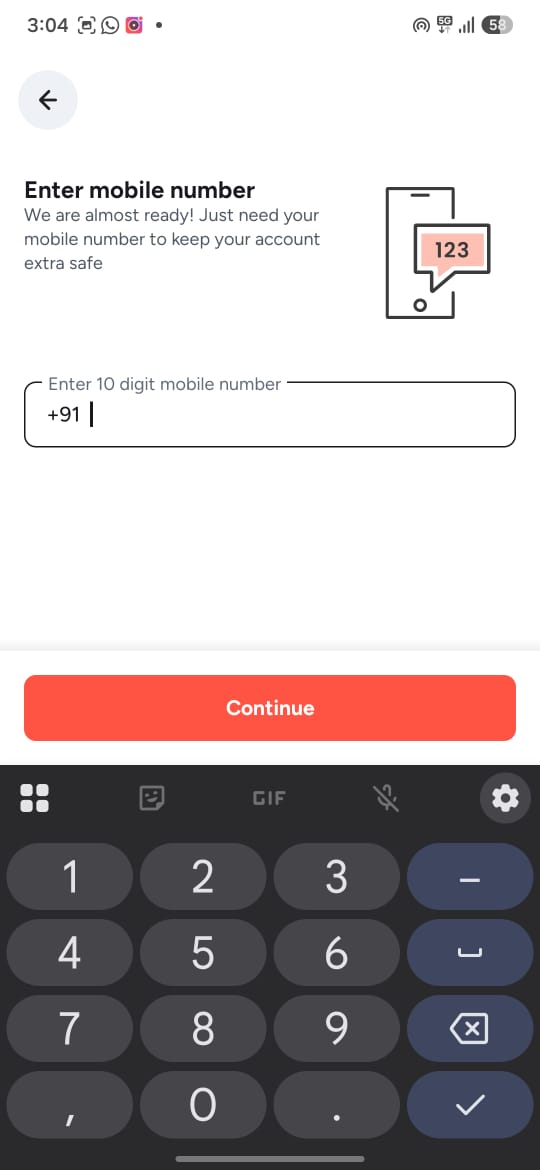 3:04
5G
58
Enter mobile number
We are almost ready! Just need your
mobile number to keep your account
extra safe
123
Enter 10 digit mobile number
+91
Continue
GIF
1 2 3 –
4 5 6
7 8 9
, 0 .